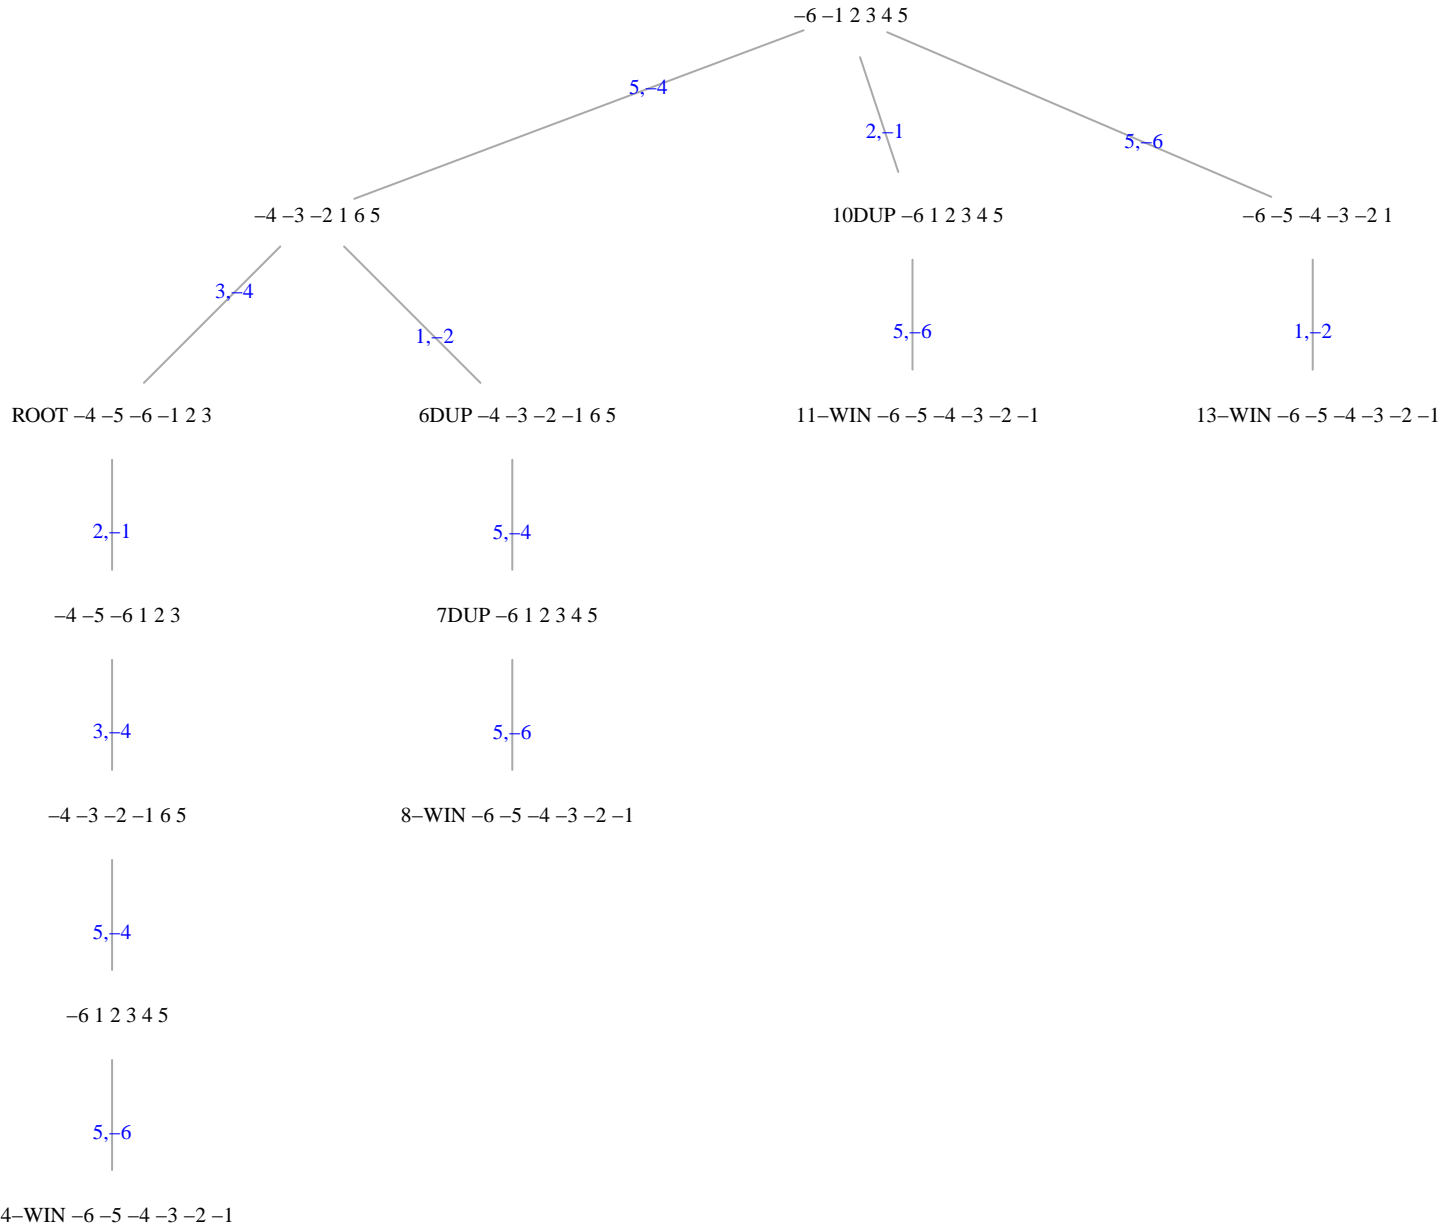 –6 –1 2 3 4 5
5,–4
2,–1
5,–6
–4 –3 –2 1 6 5
10DUP –6 1 2 3 4 5
–6 –5 –4 –3 –2 1
3,–4
1,–2
5,–6
1,–2
ROOT –4 –5 –6 –1 2 3
6DUP –4 –3 –2 –1 6 5
11–WIN –6 –5 –4 –3 –2 –1
13–WIN –6 –5 –4 –3 –2 –1
2,–1
5,–4
–4 –5 –6 1 2 3
7DUP –6 1 2 3 4 5
3,–4
5,–6
–4 –3 –2 –1 6 5
8–WIN –6 –5 –4 –3 –2 –1
5,–4
–6 1 2 3 4 5
5,–6
4–WIN –6 –5 –4 –3 –2 –1